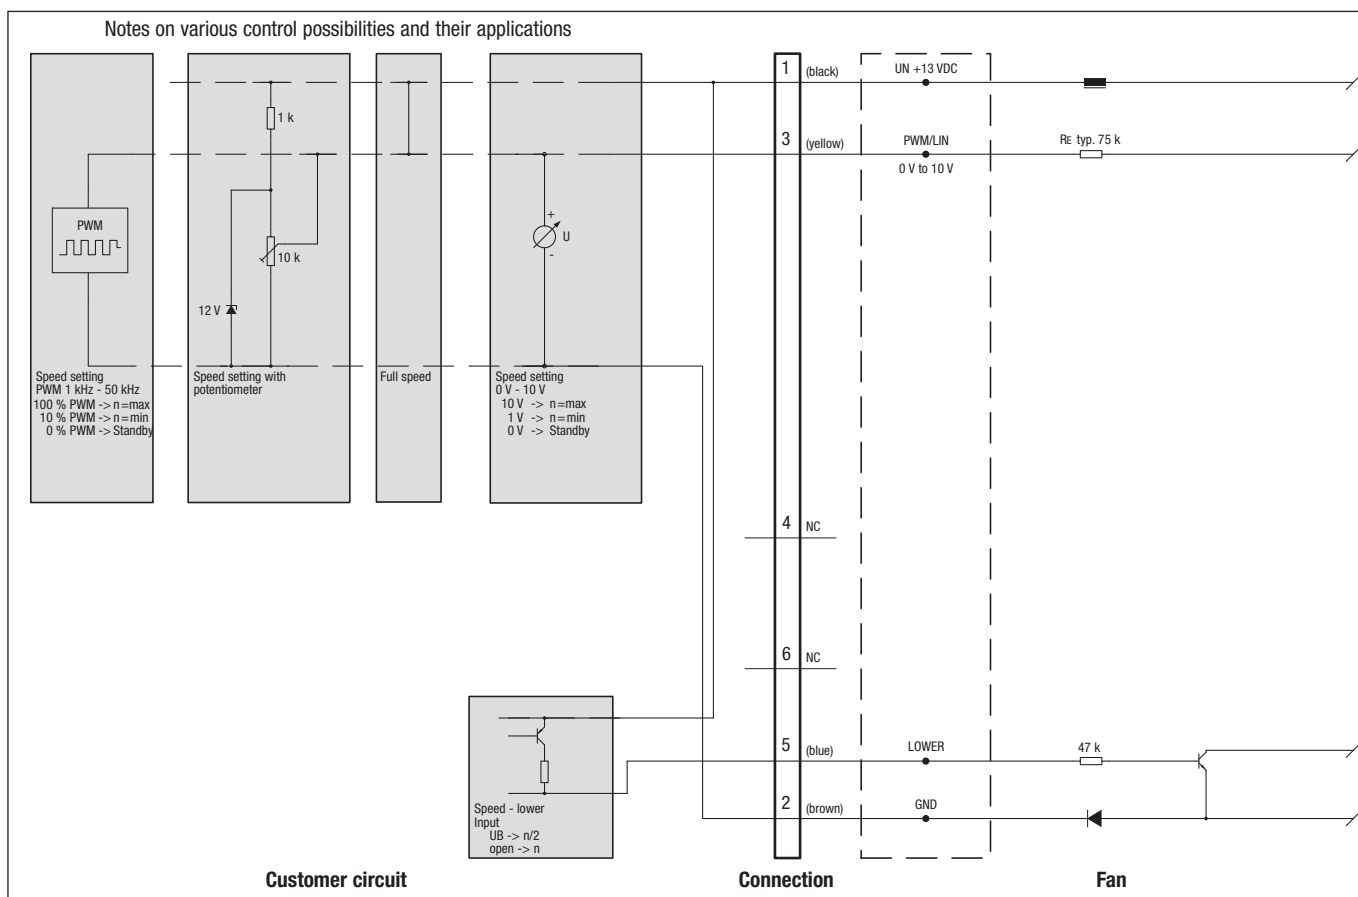 Notes on various control possibilities and their applications
1 (black)
UN +13 VDC
1 k
3 (yellow)
PWM/LIN
0 V to 10 V
RE typ. 75 k
PWM
+
U
-
10 k
12 V
Speed setting
PWM 1 kHz - 50 kHz
100 % PWM -> n=max
10 % PWM -> n=min
0 % PWM -> Standby
Speed setting with
potentiometer
Full speed
Speed setting
0 V - 10 V
10 V -> n=max
1 V -> n=min
0 V -> Standby
4 NC
6 NC
5 (blue)
LOWER
47 k
2 (brown)
GND
Speed - lower
Input
UB -> n/2
open -> n
Customer circuit
Connection
Fan